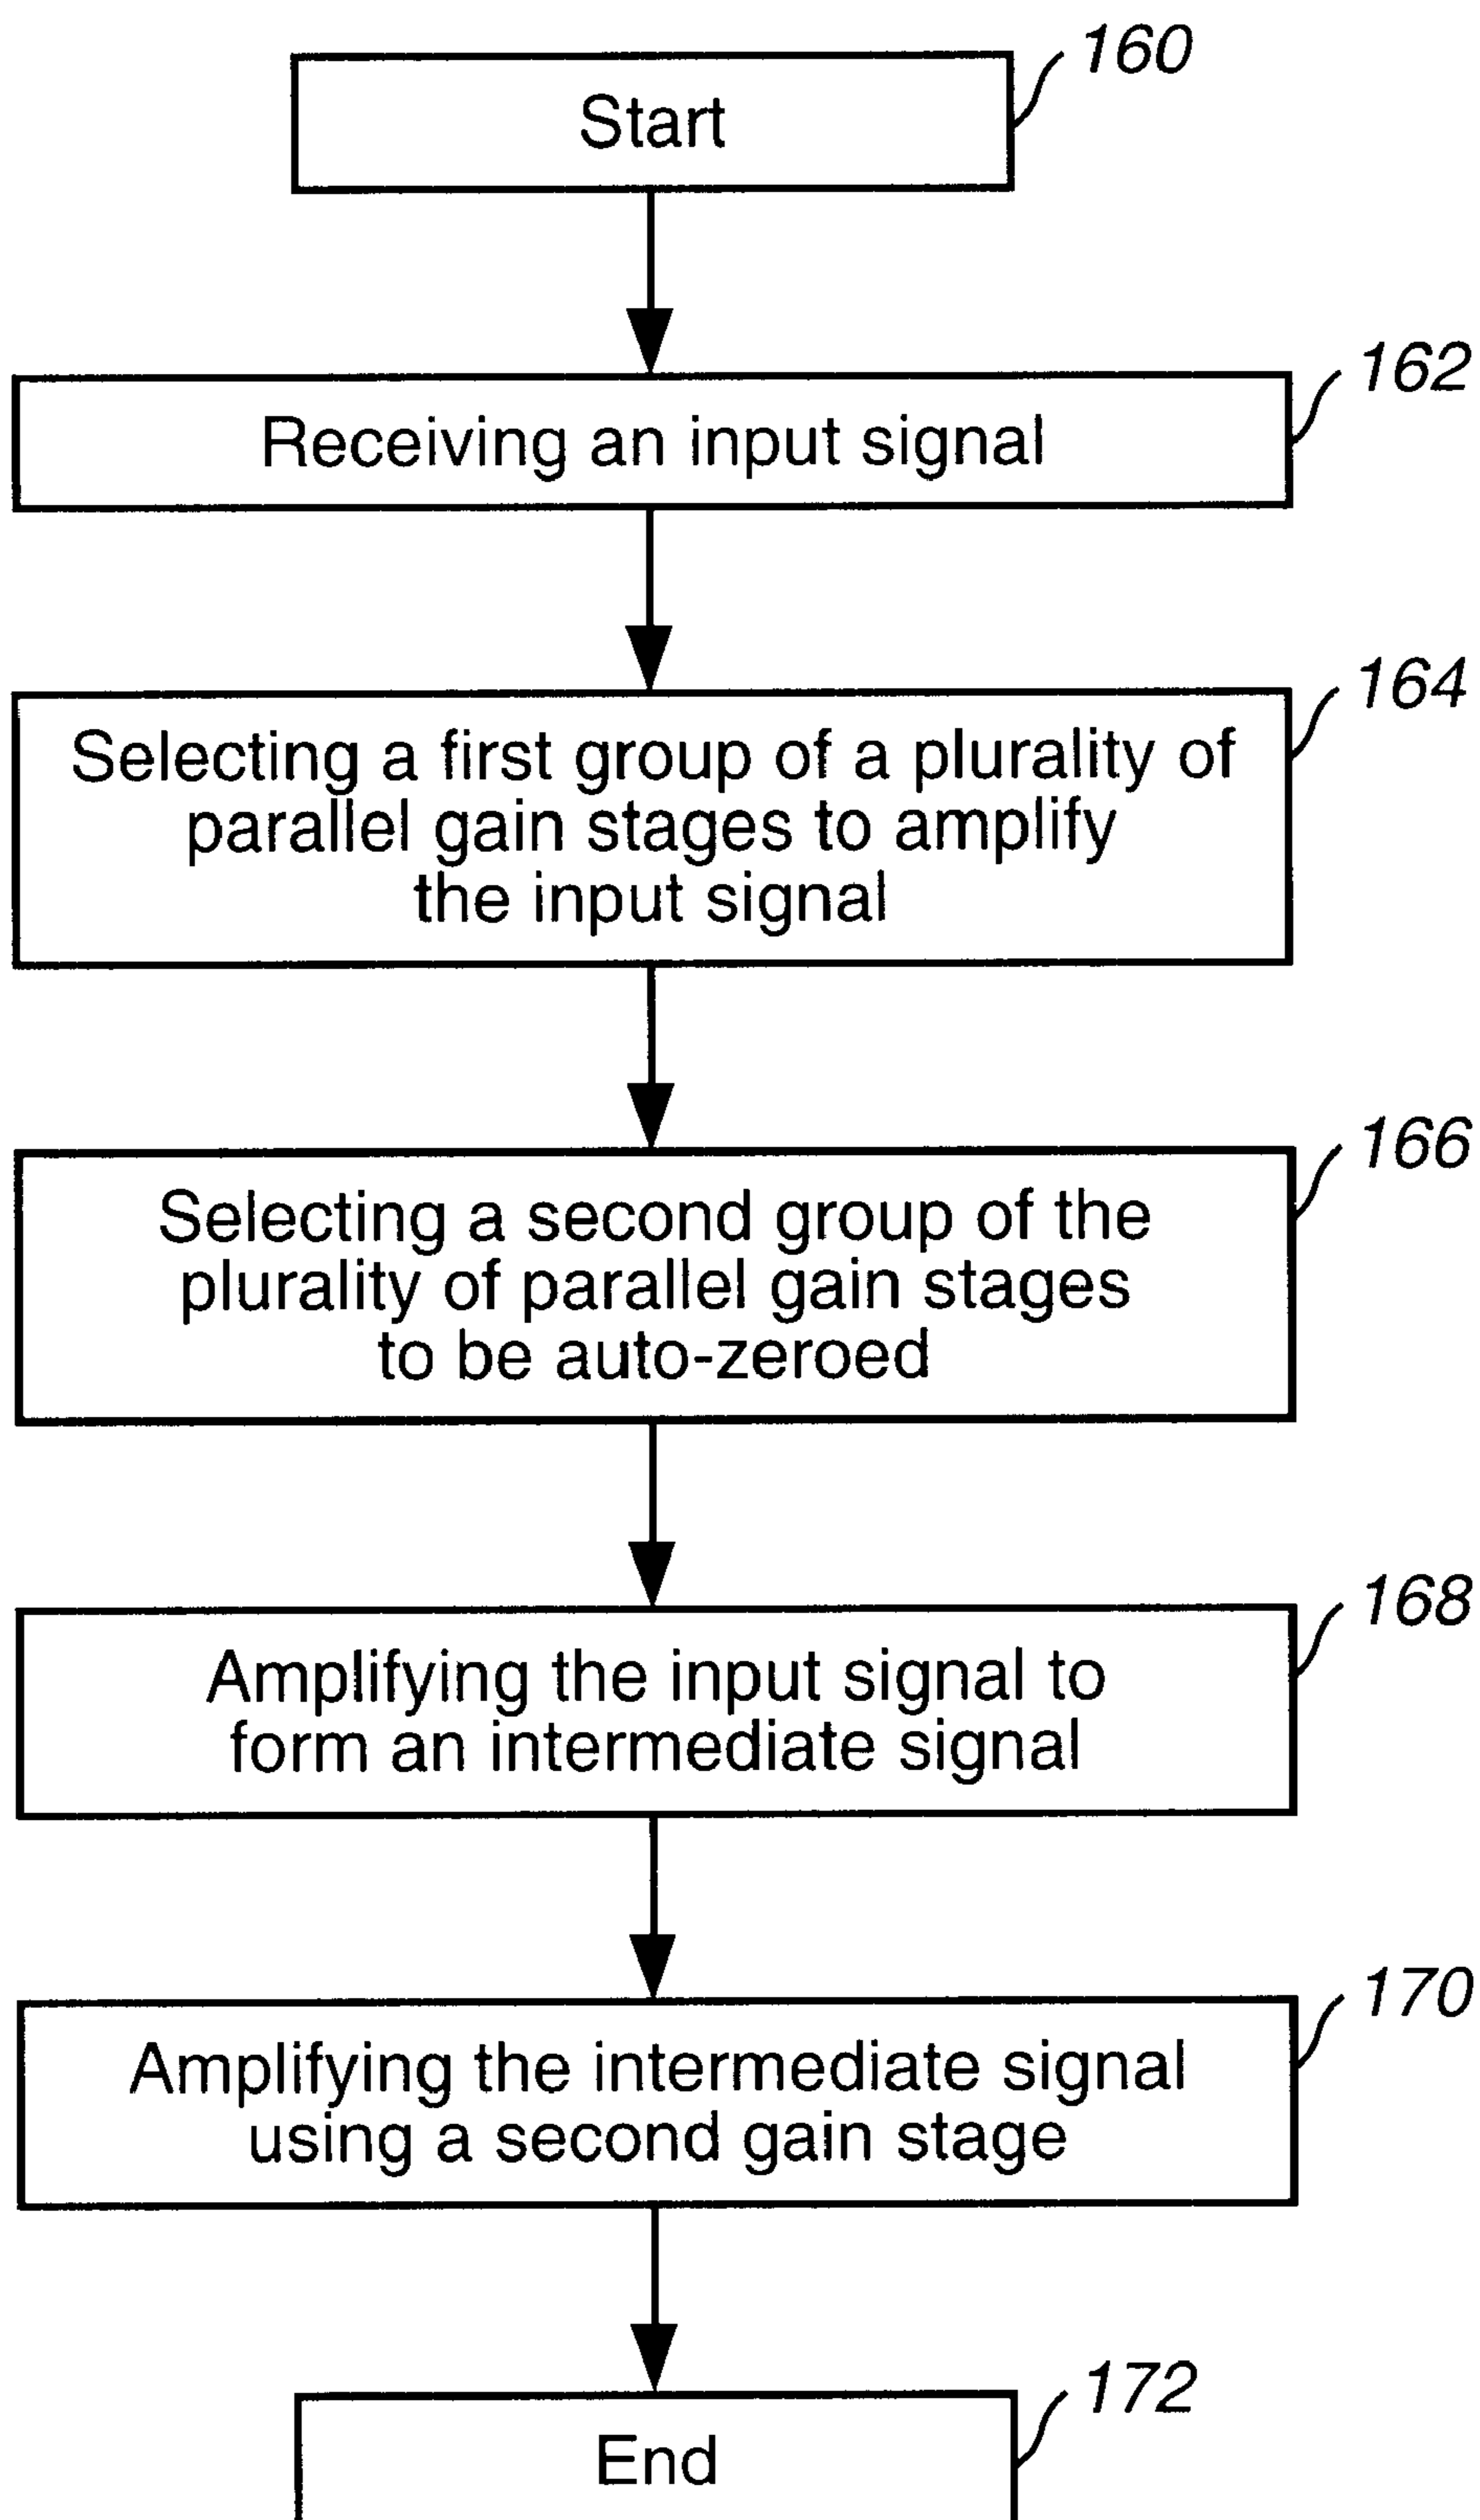 160
Start
162
Receiving an input signal
164
Selecting a first group of a plurality of
parallel gain stages to amplify
the input signal
166
Selecting a second group of the
plurality of parallel gain stages
to be auto-zeroed
168
Amplifying the input signal to
form an intermediate signal
170
Amplifying the intermediate signal
using a second gain stage
172
End